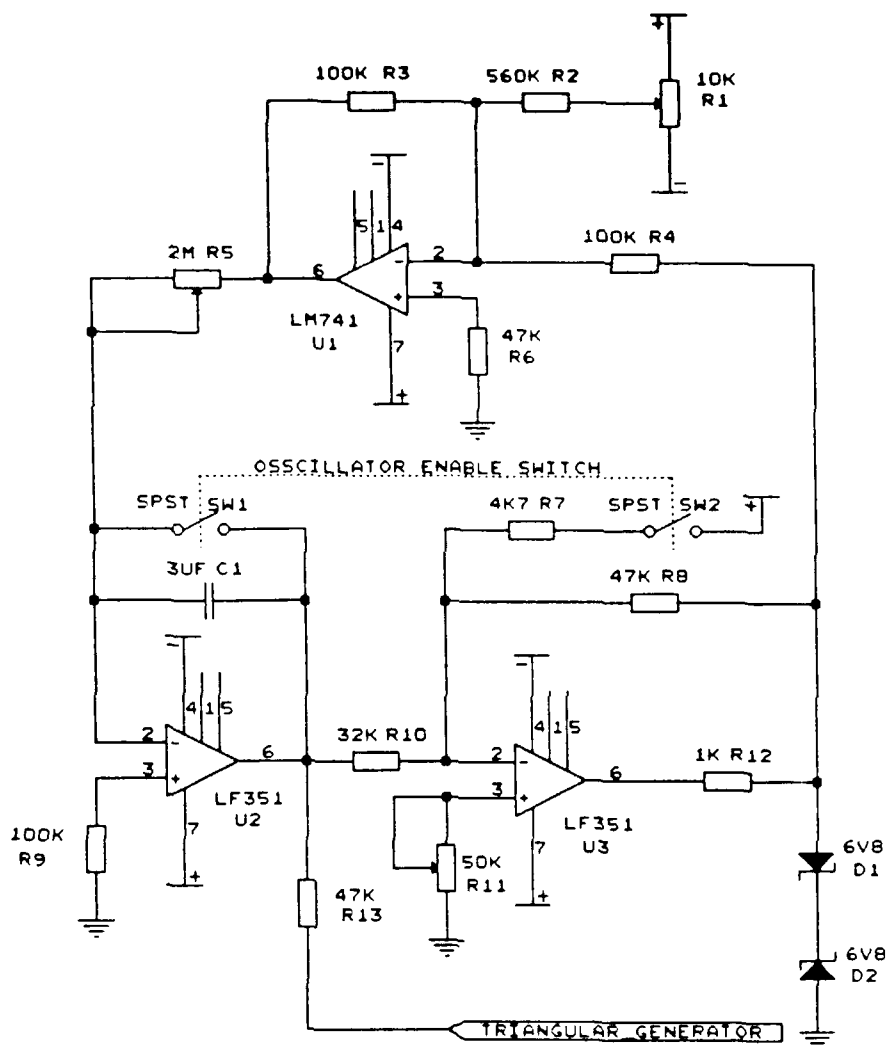 +
100K R3
560K R2
10K
R1
-
-
5 1 4
2M R5
6
2
-
100K R4
3
+
LM741
U1
47K
R6
7
+
OSSCILLATOR ENABLE SWITCH
SPST SW1
4K7 R7
SPST SW2
+
3UF C1
47K R8
-
-
4 1 5
4 1 5
2
-
6
32K R10
2
-
6
1K R12
3
+
3
+
LF351
U2
LF351
U3
7
7
100K
R9
+
50K
R11
+
6V8
D1
47K
R13
6V8
D2
TRIANGULAR GENERATOR